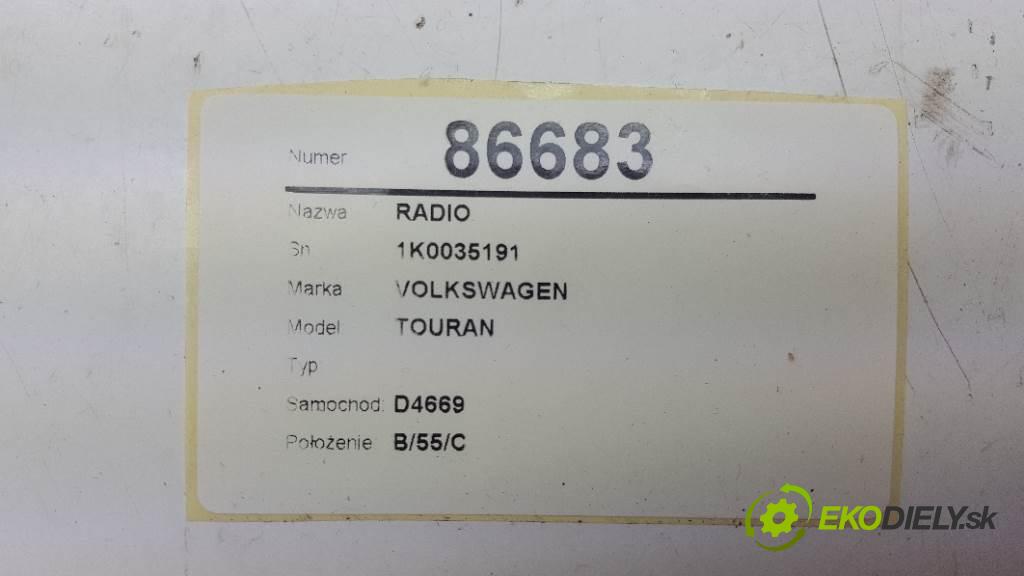 Numer 86683
Nazwa RADIO
Sn 1K0035191
Marka VOLKSWAGEN
Model TOURAN
Typ
Samochod: D4669
Położenie B/55/C
EKODIELY.sk